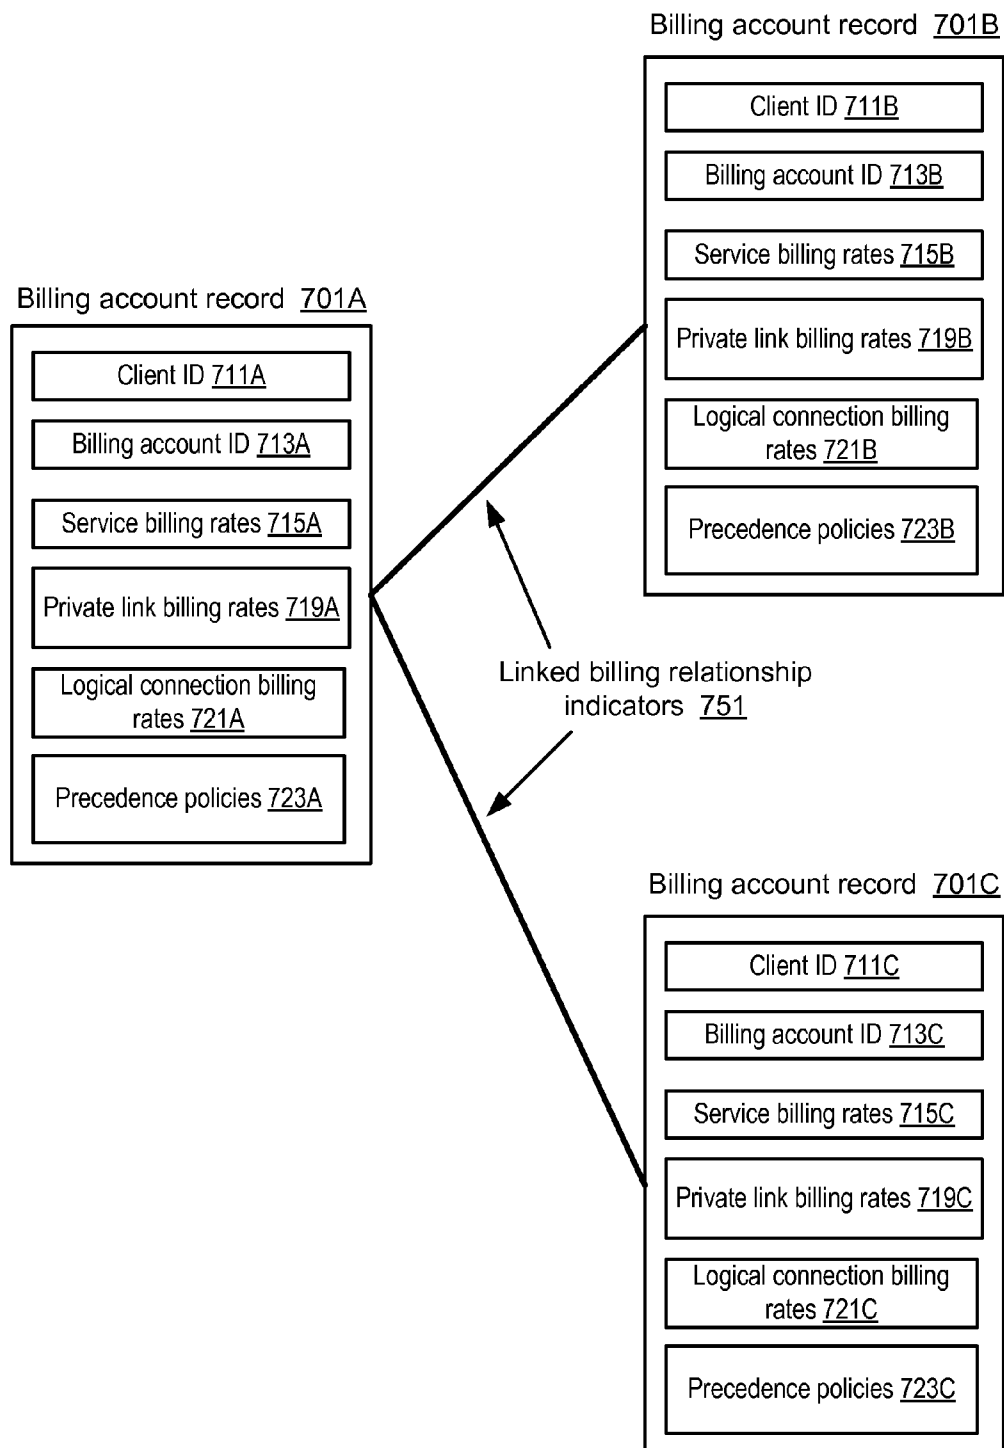 Billing account record 701B
Client ID 711B
Billing account ID 713B
Service billing rates 715B
Private link billing rates 719B
Logical connection billing
rates 721B
Precedence policies 723B
Billing account record 701A
Client ID 711A
Billing account ID 713A
Service billing rates 715A
Private link billing rates 719A
Logical connection billing
rates 721A
Precedence policies 723A
Linked billing relationship
indicators 751
Billing account record 701C
Client ID 711C
Billing account ID 713C
Service billing rates 715C
Private link billing rates 719C
Logical connection billing
rates 721C
Precedence policies 723C